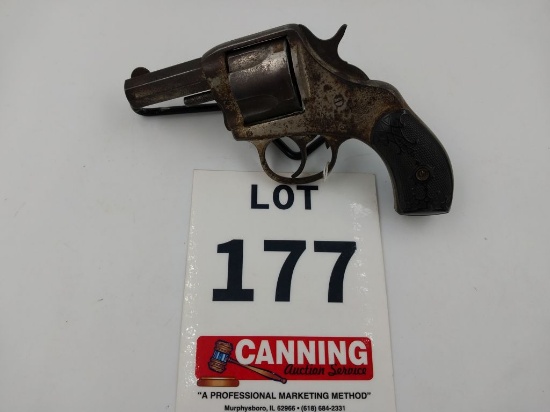 LOT
177
CANNING
Auction Service
"A PROFESSIONAL MARKETING METHOD"
Murphysboro, IL 62966 • (618) 684-2331